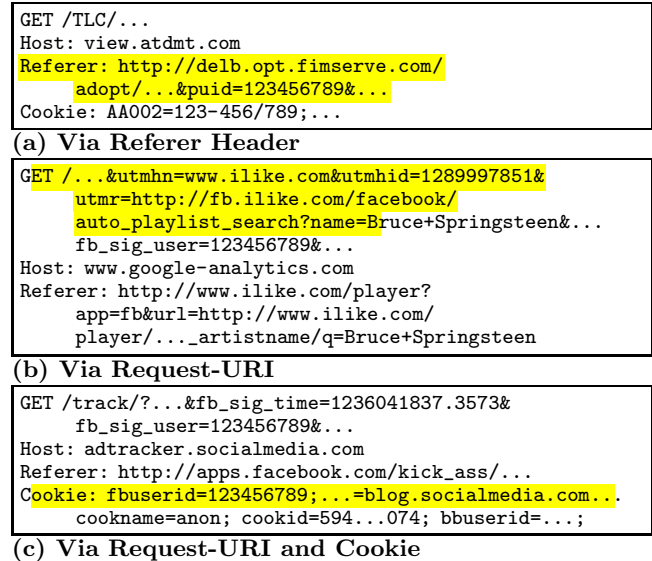 GET /TLC/...
Host: view.atdmt.com
Referer: http://delb.opt.fimserve.com/
adopt/...&puid=123456789&...
Cookie: AA002=123-456/789;...
(a) Via Referer Header
GET /...&utmhn=www.ilike.com&utmhid=1289997851&
utmr=http://fb.ilike.com/facebook/
auto_playlist_search?name=Bruce+Springsteen&...
fb_sig_user=123456789&...
Host: www.google-analytics.com
Referer: http://www.ilike.com/player?
app=fb&url=http://www.ilike.com/
player/..._artistname/q=Bruce+Springsteen
(b) Via Request-URI
GET /track/?...&fb_sig_time=1236041837.3573&
fb_sig_user=123456789&...
Host: adtracker.socialmedia.com
Referer: http://apps.facebook.com/kick_ass/...
Cookie: fbuserid=123456789;...=blog.socialmedia.com...
cookname=anon; cookid=594...074; bbuserid=...;
(c) Via Request-URI and Cookie